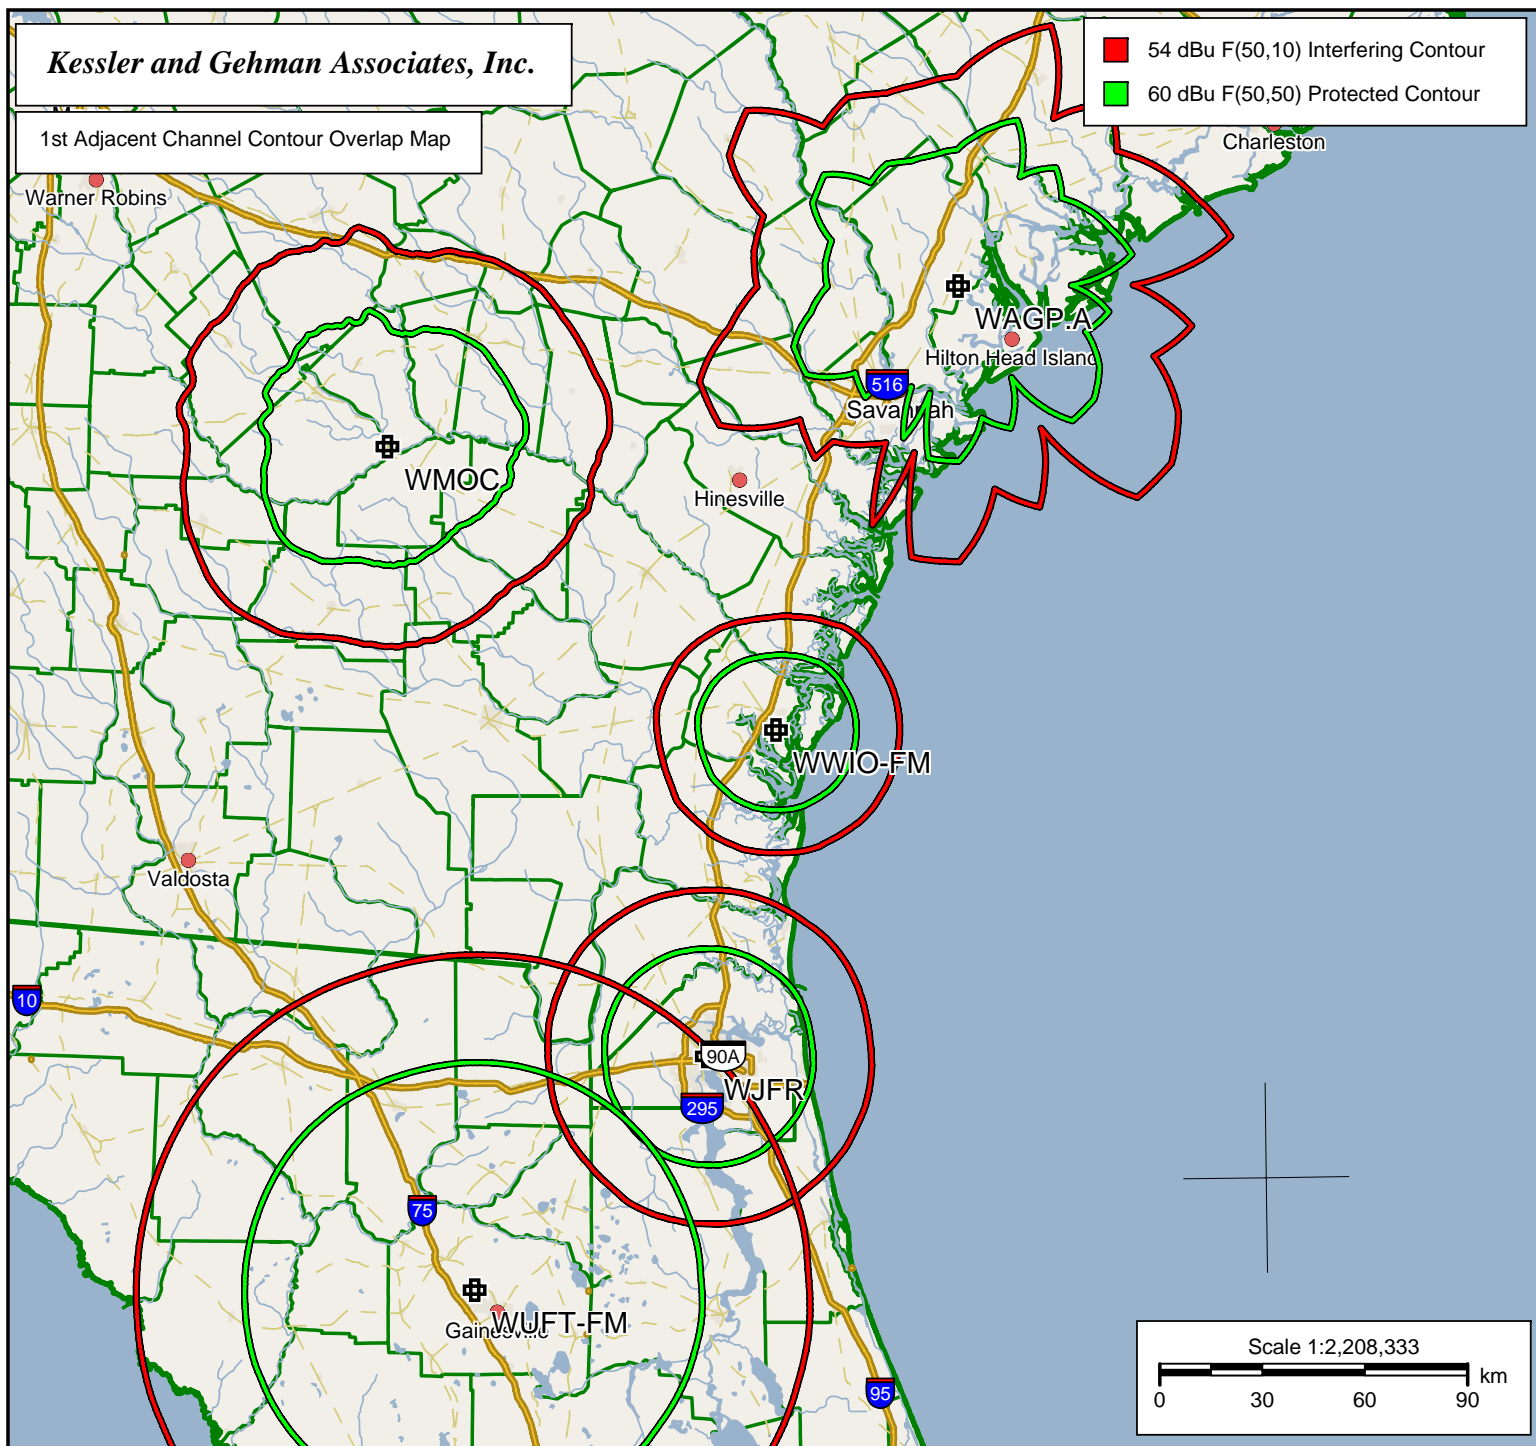 Kessler and Gehman Associates, Inc.
1st Adjacent Channel Contour Overlap Map
54 dBu F(50,10) Interfering Contour
60 dBu F(50,50) Protected Contour
Charleston
Warner Robins
WAGP.A
Hilton Head Island
516
Savannah
WMOC
Hinesville
WWIO-FM
Valdosta
10
90A
WJFR
295
75
WUFT-FM
Gainesville
95
Scale 1:2,208,333
km
0 30 60 90